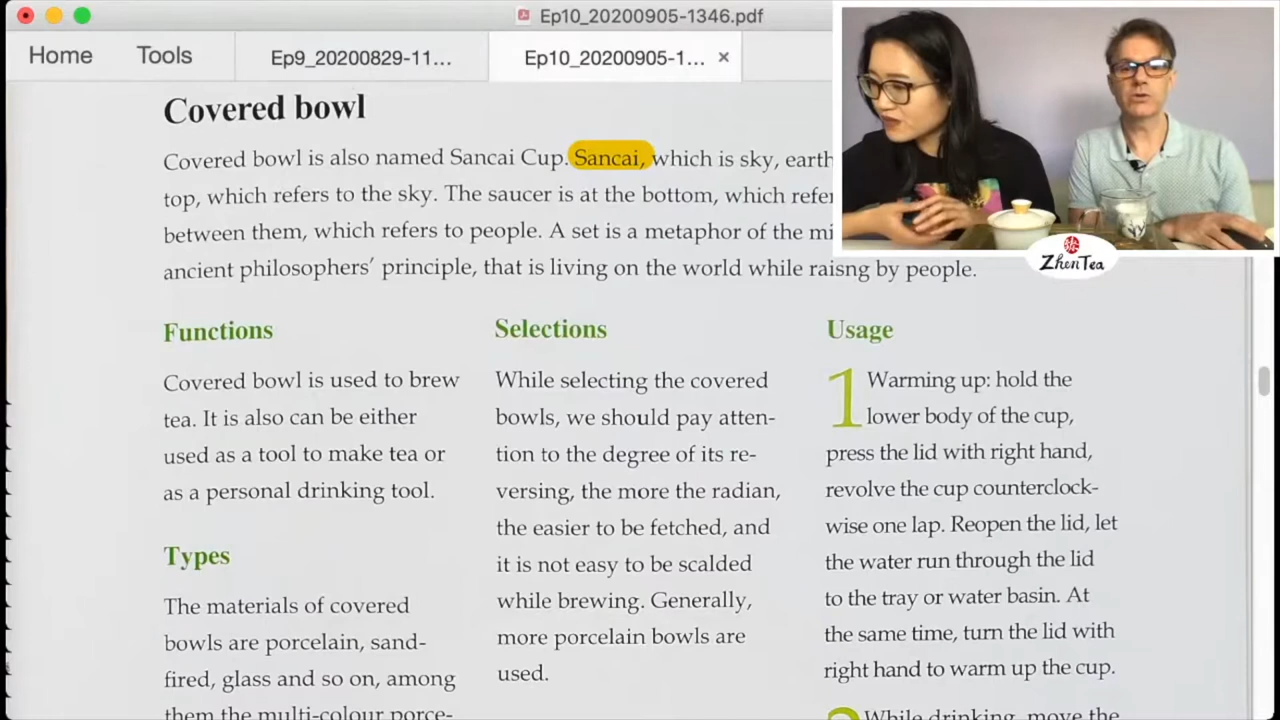 Ep10_20200905-1346.pdf
Home
Tools
Ep9_20200829-11...
Ep10_20200905-1...
×
Covered bowl
Covered bowl is also named Sancai Cup. Sancai, which is sky, earth
top, which refers to the sky. The saucer is at the bottom, which refer
between them, which refers to people. A set is a metaphor of the mi
ancient philosophers' principle, that is living on the world while raisng by people.
Functions
Covered bowl is used to brew
tea. It is also can be either
used as a tool to make tea or
as a personal drinking tool.
Types
The materials of covered
bowls are porcelain, sand-
fired, glass and so on, among
them the multi-colour porce-
Selections
While selecting the covered
bowls, we should pay atten-
tion to the degree of its re-
versing, the more the radian,
the easier to be fetched, and
it is not easy to be scalded
while brewing. Generally,
more porcelain bowls are
used.
Usage
1 Warming up: hold the
lower body of the cup,
press the lid with right hand,
revolve the cup counterclock-
wise one lap. Reopen the lid, let
the water run through the lid
to the tray or water basin. At
the same time, turn the lid with
right hand to warm up the cup.
2 While drinking, move the
ZhenTea